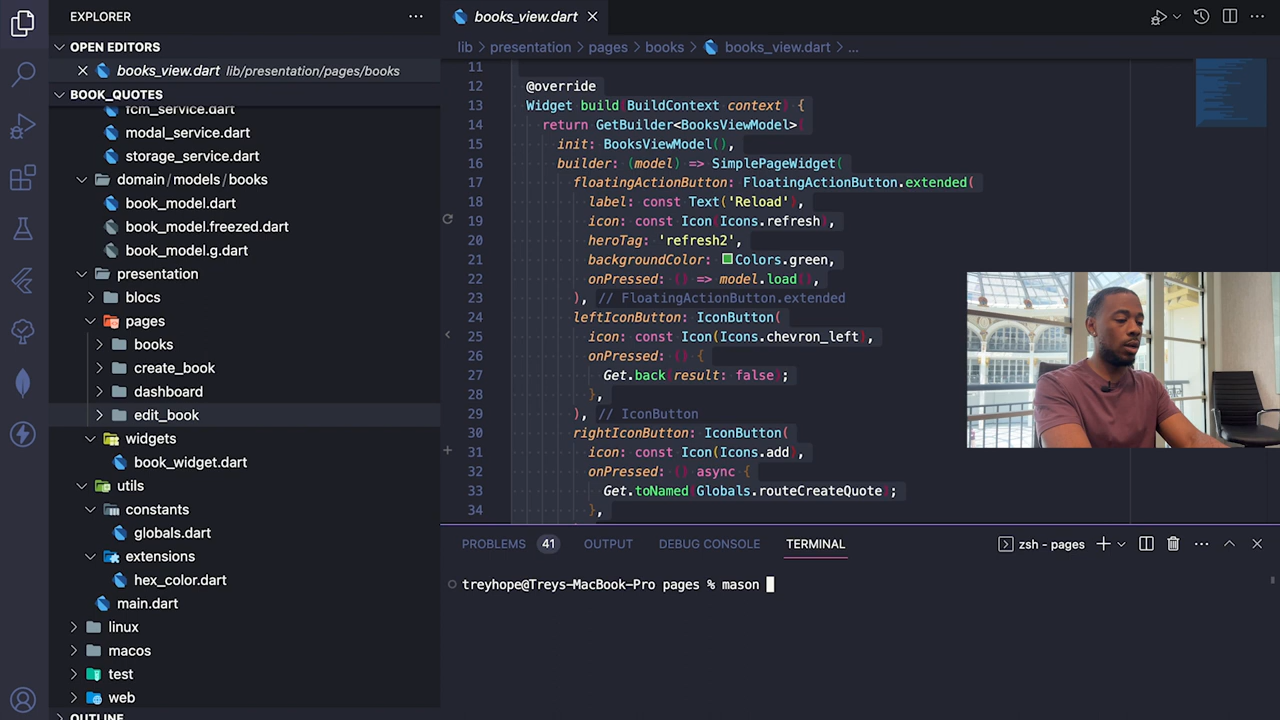 EXPLORER
OPEN EDITORS
books_view.dart lib/presentation/pages/books
BOOK_QUOTES
fcm_service.dart
modal_service.dart
storage_service.dart
domain/models/books
book_model.dart
book_model.freezed.dart
book_model.g.dart
presentation
blocs
pages
books
create_book
dashboard
edit_book
widgets
book_widget.dart
utils
constants
globals.dart
extensions
hex_color.dart
main.dart
linux
macos
test
web
OUTLINE
books_view.dart
lib > presentation > pages > books > books_view.dart > ...
11
12 @override
13 Widget build(BuildContext context) {
14 return GetBuilder<BooksViewModel>(
15 init: BooksViewModel(),
16 builder: (model) => SimplePageWidget(
17 floatingActionButton: FloatingActionButton.extended(
18 label: const Text('Reload'),
19 icon: const Icon(Icons.refresh),
20 heroTag: 'refresh2',
21 backgroundColor: Colors.green,
22 onPressed: () => model.load(),
23 ), // FloatingActionButton.extended
24 leftIconButton: IconButton(
25 icon: const Icon(Icons.chevron_left),
26 onPressed: () {
27 Get.back(result: false);
28 },
29 ), // IconButton
30 rightIconButton: IconButton(
31 icon: const Icon(Icons.add),
32 onPressed: () async {
33 Get.toNamed(Globals.routeCreateQuote);
34 },
PROBLEMS 41 OUTPUT DEBUG CONSOLE TERMINAL zsh - pages
treyhope@Treys-MacBook-Pro pages % mason